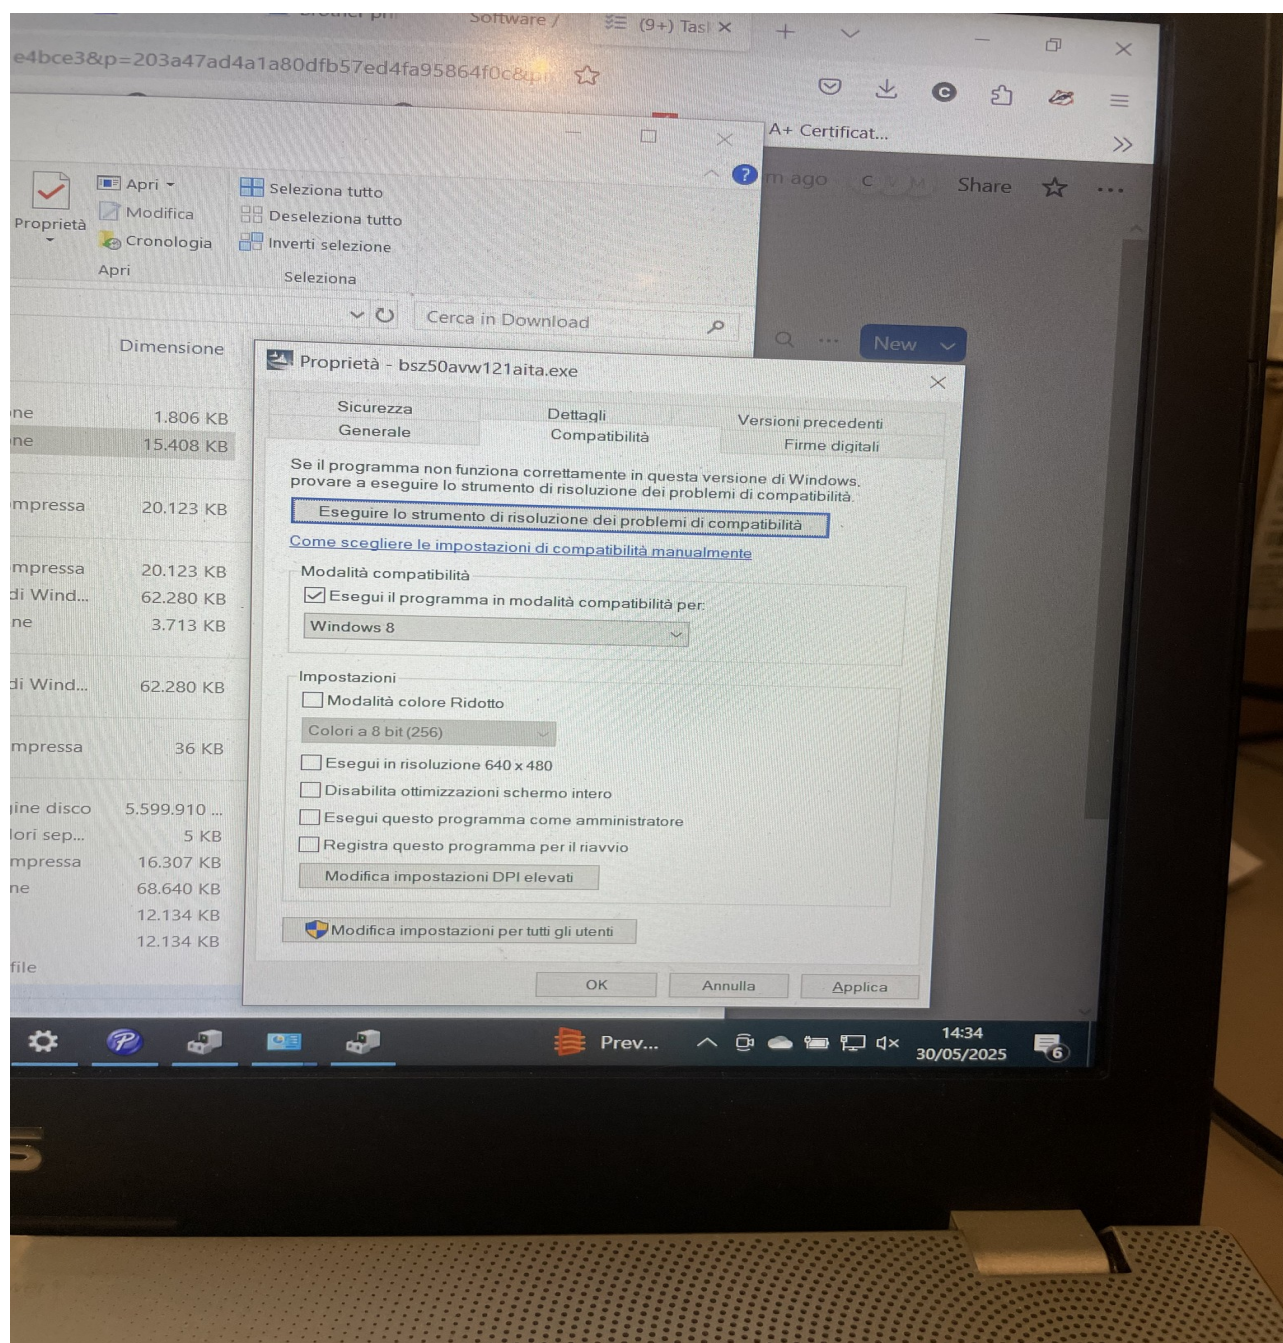 Software /
(9+) Tas
e4bce3&p=203a47ad4a1a80dfb57ed4fa95864f0c&p
C
A+ Certificat...
m ago
C V M
Share
Apri
Seleziona tutto
Proprietà
Modifica
Deseleziona tutto
Cronologia
Inverti selezione
Apri
Seleziona
Cerca in Download
New
Dimensione
Proprietà - bsz50avw121aita.exe
Sicurezza
Dettagli
Versioni precedenti
Generale
Compatibilità
Firme digitali
ne 1.806 KB
ne 15.408 KB
mpressa 20.123 KB
mpressa 20.123 KB
di Wind... 62.280 KB
ne 3.713 KB
di Wind... 62.280 KB
mpressa 36 KB
ine disco 5.599.910 ...
lori sep... 5 KB
mpressa 16.307 KB
ne 68.640 KB
12.134 KB
12.134 KB
file
Se il programma non funziona correttamente in questa versione di Windows,
provare a eseguire lo strumento di risoluzione dei problemi di compatibilità.
Eseguire lo strumento di risoluzione dei problemi di compatibilità
Come scegliere le impostazioni di compatibilità manualmente
Modalità compatibilità
Esegui il programma in modalità compatibilità per:
Windows 8
Impostazioni
Modalità colore Ridotto
Colori a 8 bit (256)
Esegui in risoluzione 640 x 480
Disabilita ottimizzazioni schermo intero
Esegui questo programma come amministratore
Registra questo programma per il riavvio
Modifica impostazioni DPI elevati
Modifica impostazioni per tutti gli utenti
OK
Annulla
Applica
Prev...
14:34
30/05/2025
6